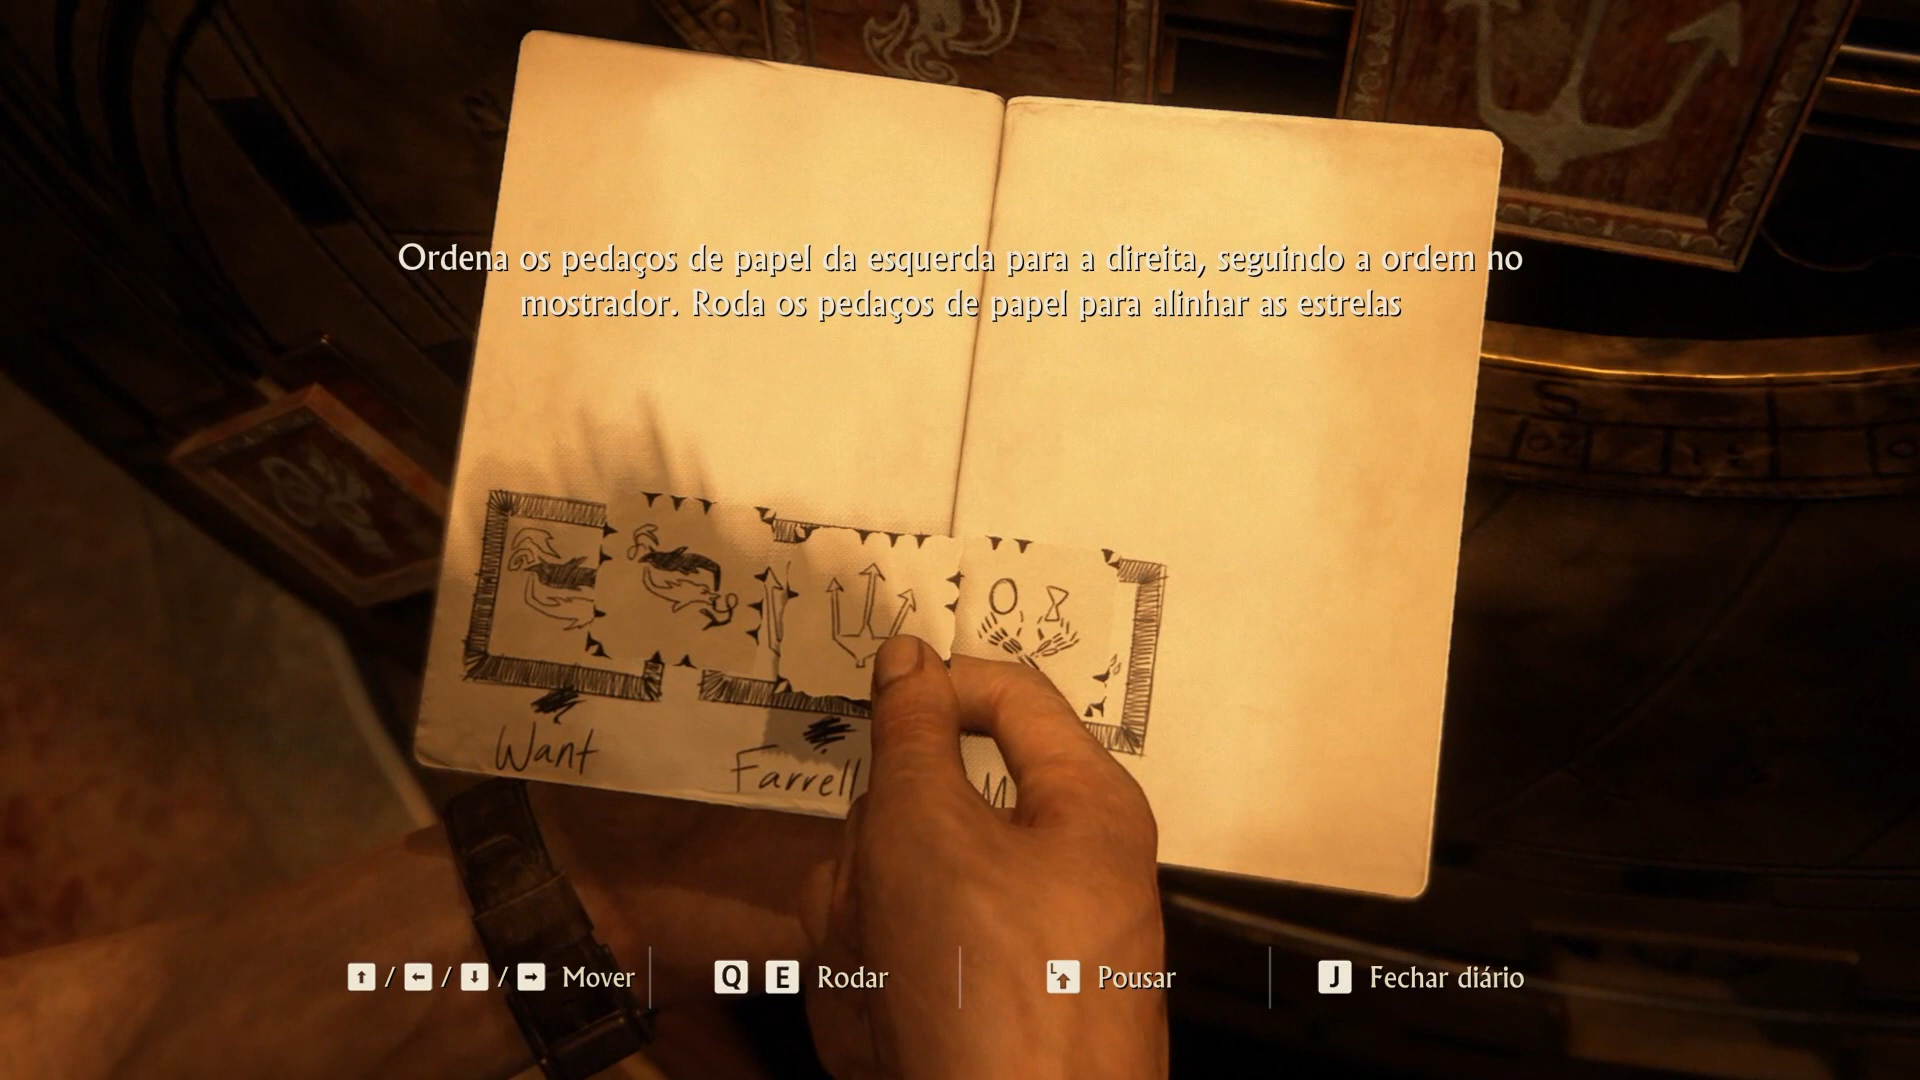 Ordena os pedaços de papel da esquerda para a direita, seguindo a ordem no
mostrador. Roda os pedaços de papel para alinhar as estrelas
Want
Farrell
M
/ / / Mover
Q E Rodar
L Pousar
J Fechar diário